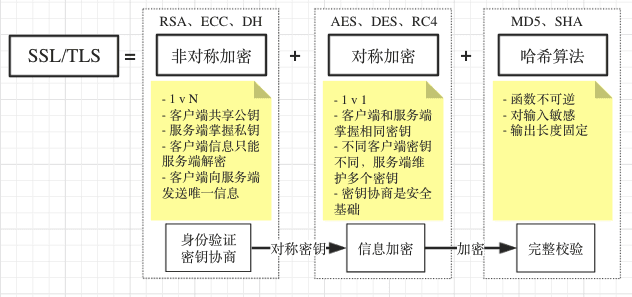 RSA、ECC、DH
AES、DES、RC4
MD5、SHA
SSL/TLS
=
非对称加密
+
对称加密
+
哈希算法
- 1 v N
- 客户端共享公钥
- 服务端掌握私钥
- 客户端信息只能
服务端解密
- 客户端向服务端
发送唯一信息
- 1 v 1
- 客户端和服务端
掌握相同密钥
- 不同客户端密钥
不同、服务端维
护多个密钥
- 密钥协商是安全
基础
- 函数不可逆
- 对输入敏感
- 输出长度固定
身份验证
密钥协商
对称密钥
信息加密
加密
完整校验